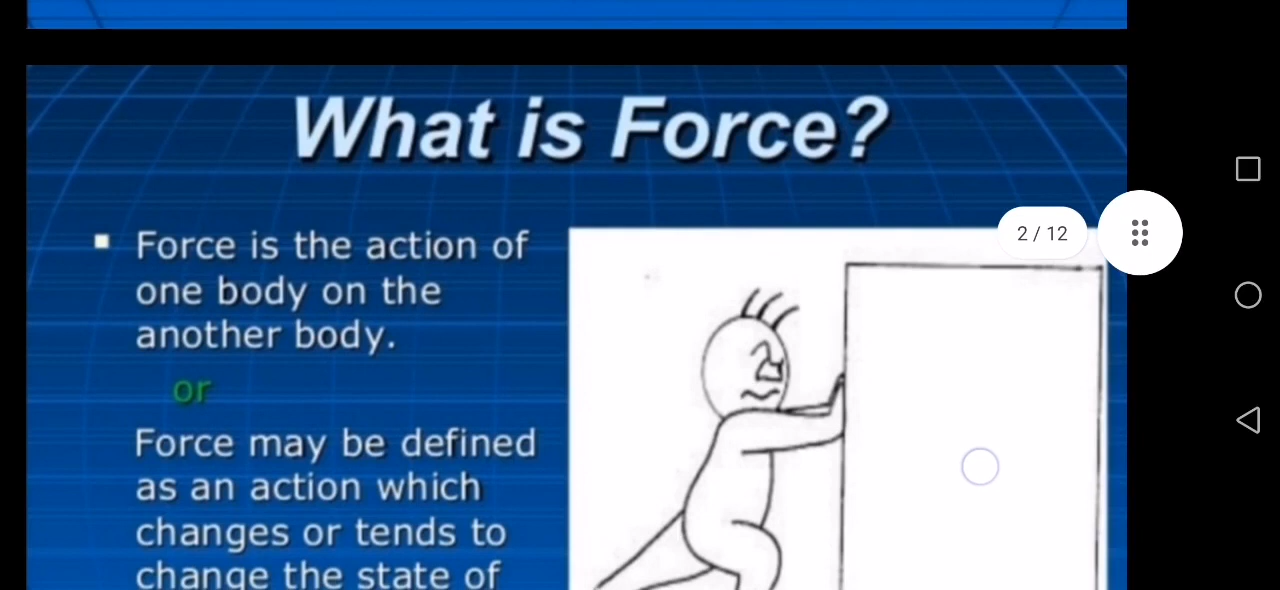 What is Force?
Force is the action of
one body on the
another body.
or
Force may be defined
as an action which
changes or tends to
change the state of
2 / 12